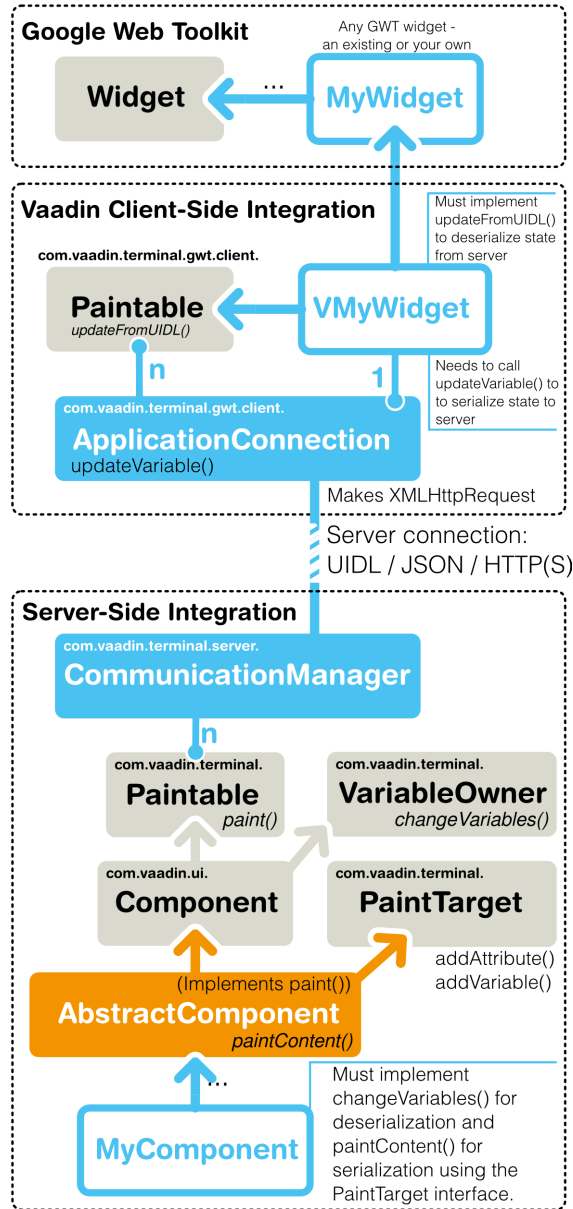 Google Web Toolkit
Any GWT widget -
an existing or your own
Widget
...
MyWidget
Vaadin Client-Side Integration
Must implement
updateFromUIDL()
to deserialize state
from server
com.vaadin.terminal.gwt.client.
Paintable
updateFromUIDL()
VMyWidget
n
1
Needs to call
updateVariable() to
to serialize state to
server
com.vaadin.terminal.gwt.client.
ApplicationConnection
updateVariable()
Makes XMLHttpRequest
Server connection:
UIDL / JSON / HTTP(S)
Server-Side Integration
com.vaadin.terminal.server.
CommunicationManager
n
com.vaadin.terminal.
Paintable
paint()
com.vaadin.terminal.
VariableOwner
changeVariables()
com.vaadin.ui.
Component
com.vaadin.terminal.
PaintTarget
addAttribute()
addVariable()
(Implements paint())
AbstractComponent
paintContent()
...
MyComponent
Must implement
changeVariables() for
deserialization and
paintContent() for
serialization using the
PaintTarget interface.